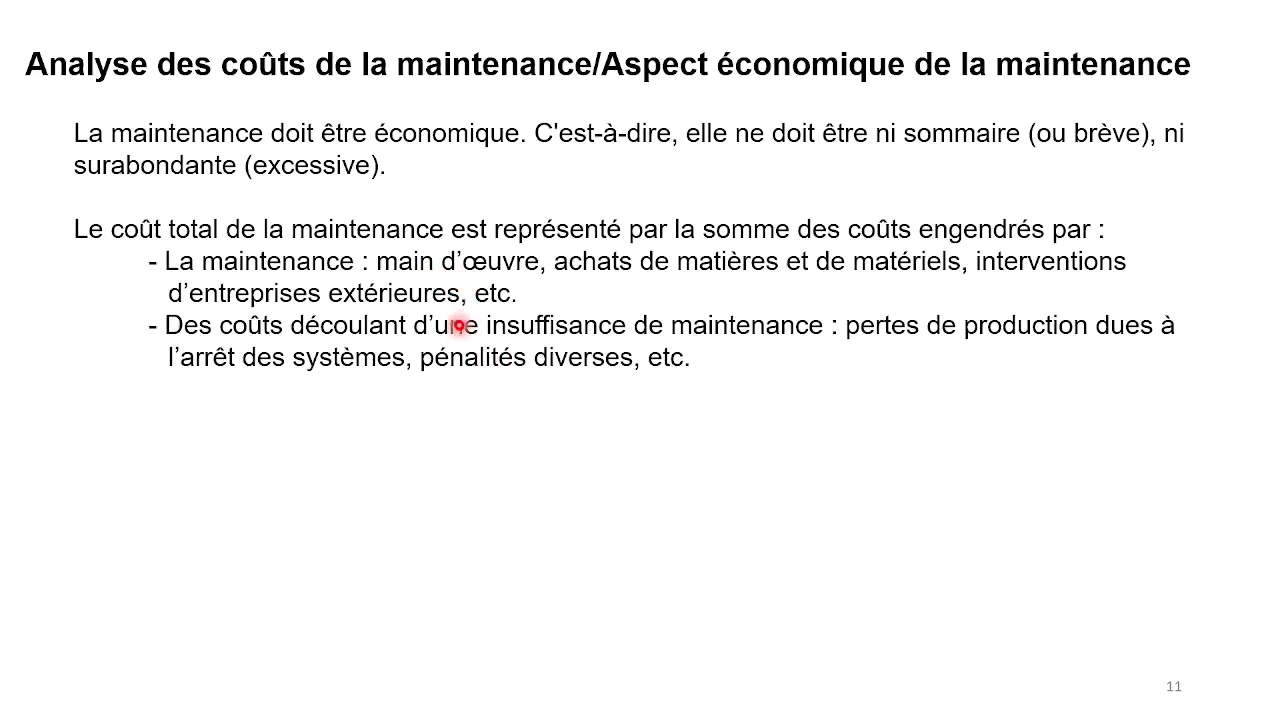 Analyse des coûts de la maintenance/Aspect économique de la maintenance
La maintenance doit être économique. C'est-à-dire, elle ne doit être ni sommaire (ou brève), ni
surabondante (excessive).
Le coût total de la maintenance est représenté par la somme des coûts engendrés par :
- La maintenance : main d’œuvre, achats de matières et de matériels, interventions
d’entreprises extérieures, etc.
- Des coûts découlant d’une insuffisance de maintenance : pertes de production dues à
l’arrêt des systèmes, pénalités diverses, etc.
11